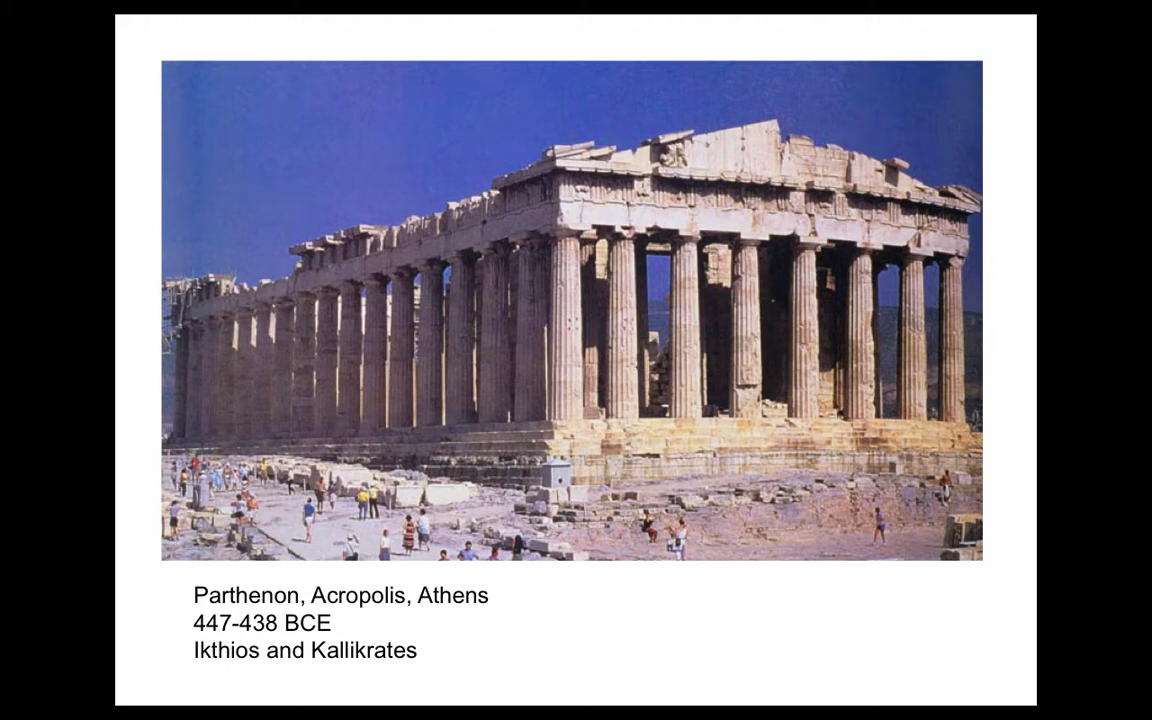 Parthenon, Acropolis, Athens
447-438 BCE
Ikthios and Kallikrates